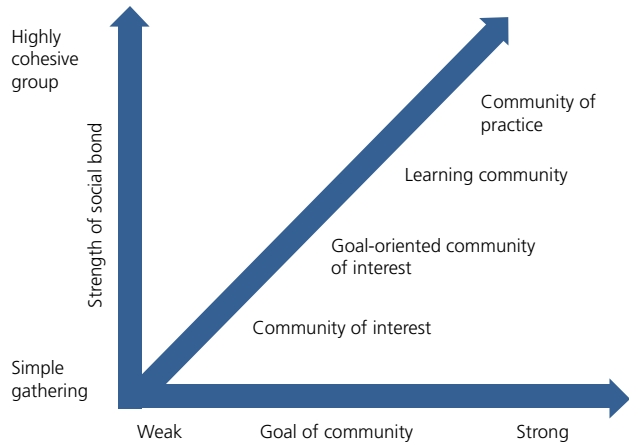 Highly
cohesive
group
Strength of social bond
Community of
practice
Learning community
Goal-oriented community
of interest
Community of interest
Simple
gathering
Weak
Goal of community
Strong